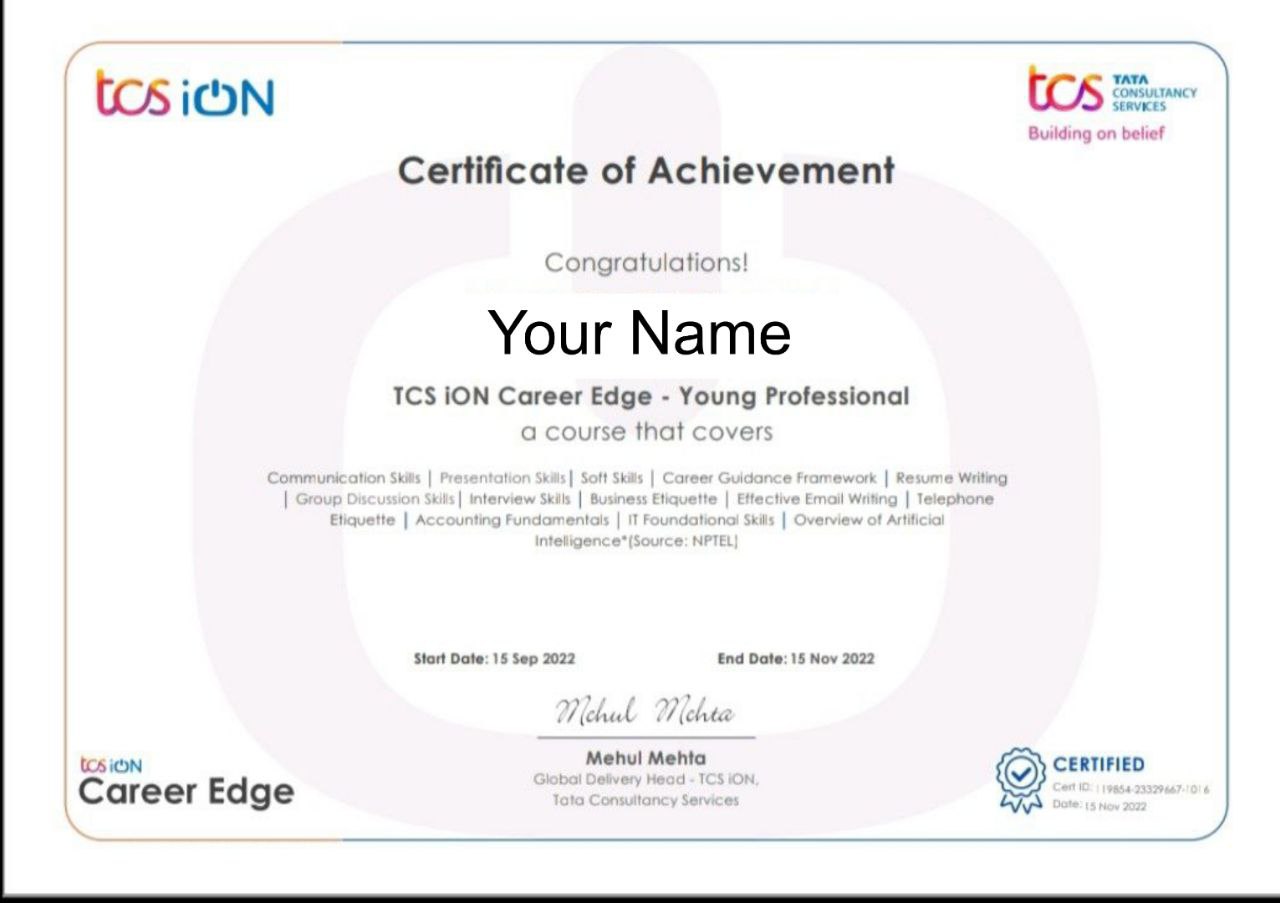 tcs iON
tcs TATA
CONSULTANCY
SERVICES
Building on belief
Certificate of Achievement
Congratulations!
Your Name
TCS iON Career Edge - Young Professional
a course that covers
Communication Skills | Presentation Skills| Soft Skills | Career Guidance Framework | Resume Writing
| Group Discussion Skills| Interview Skills | Business Etiquette | Effective Email Writing | Telephone
Etiquette | Accounting Fundamentals | IT Foundational Skills | Overview of Artificial
Intelligence*(Source: NPTEL)
Start Date: 15 Sep 2022
End Date: 15 Nov 2022
Mehul Mehta
Mehul Mehta
Global Delivery Head - TCS iON,
Tata Consultancy Services
tcs iON
Career Edge
CERTIFIED
Cert ID: 119854-23329667-1016
Date: 15 Nov 2022